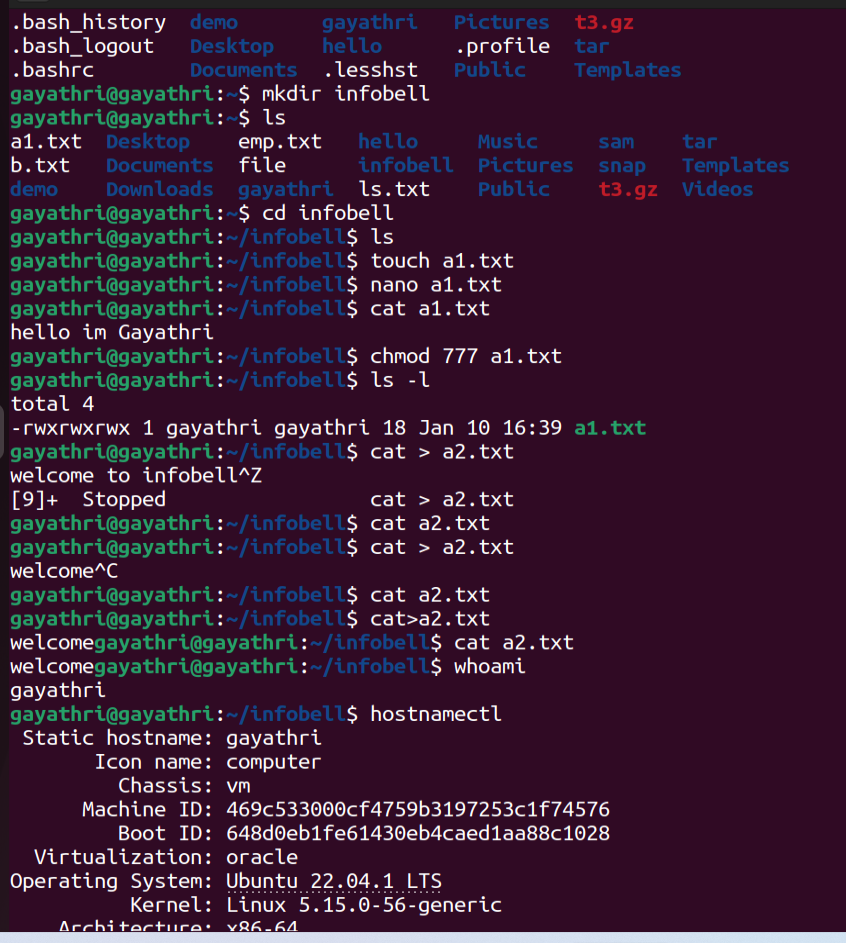 .bash_history  demo       gayathri   Pictures  t3.gz
.bash_logout   Desktop    hello      .profile  tar
.bashrc        Documents  .lesshst   Public    Templates
gayathri@gayathri:~$ mkdir infobell
gayathri@gayathri:~$ ls
a1.txt  Desktop    emp.txt   hello     Music     sam    tar
b.txt   Documents  file      infobell  Pictures  snap   Templates
demo    Downloads  gayathri  ls.txt    Public    t3.gz  Videos
gayathri@gayathri:~$ cd infobell
gayathri@gayathri:~/infobell$ ls
gayathri@gayathri:~/infobell$ touch a1.txt
gayathri@gayathri:~/infobell$ nano a1.txt
gayathri@gayathri:~/infobell$ cat a1.txt
hello im Gayathri
gayathri@gayathri:~/infobell$ chmod 777 a1.txt
gayathri@gayathri:~/infobell$ ls -l
total 4
-rwxrwxrwx 1 gayathri gayathri 18 Jan 10 16:39 a1.txt
gayathri@gayathri:~/infobell$ cat > a2.txt
welcome to infobell^Z
[9]+  Stopped                 cat > a2.txt
gayathri@gayathri:~/infobell$ cat a2.txt
gayathri@gayathri:~/infobell$ cat > a2.txt
welcome^C
gayathri@gayathri:~/infobell$ cat a2.txt
gayathri@gayathri:~/infobell$ cat>a2.txt
welcomegayathri@gayathri:~/infobell$ cat a2.txt
welcomegayathri@gayathri:~/infobell$ whoami
gayathri
gayathri@gayathri:~/infobell$ hostnamectl
 Static hostname: gayathri
       Icon name: computer
         Chassis: vm
      Machine ID: 469c533000cf4759b3197253c1f74576
         Boot ID: 648d0eb1fe61430eb4caed1aa88c1028
  Virtualization: oracle
Operating System: Ubuntu 22.04.1 LTS
          Kernel: Linux 5.15.0-56-generic
    Architecture: x86-64